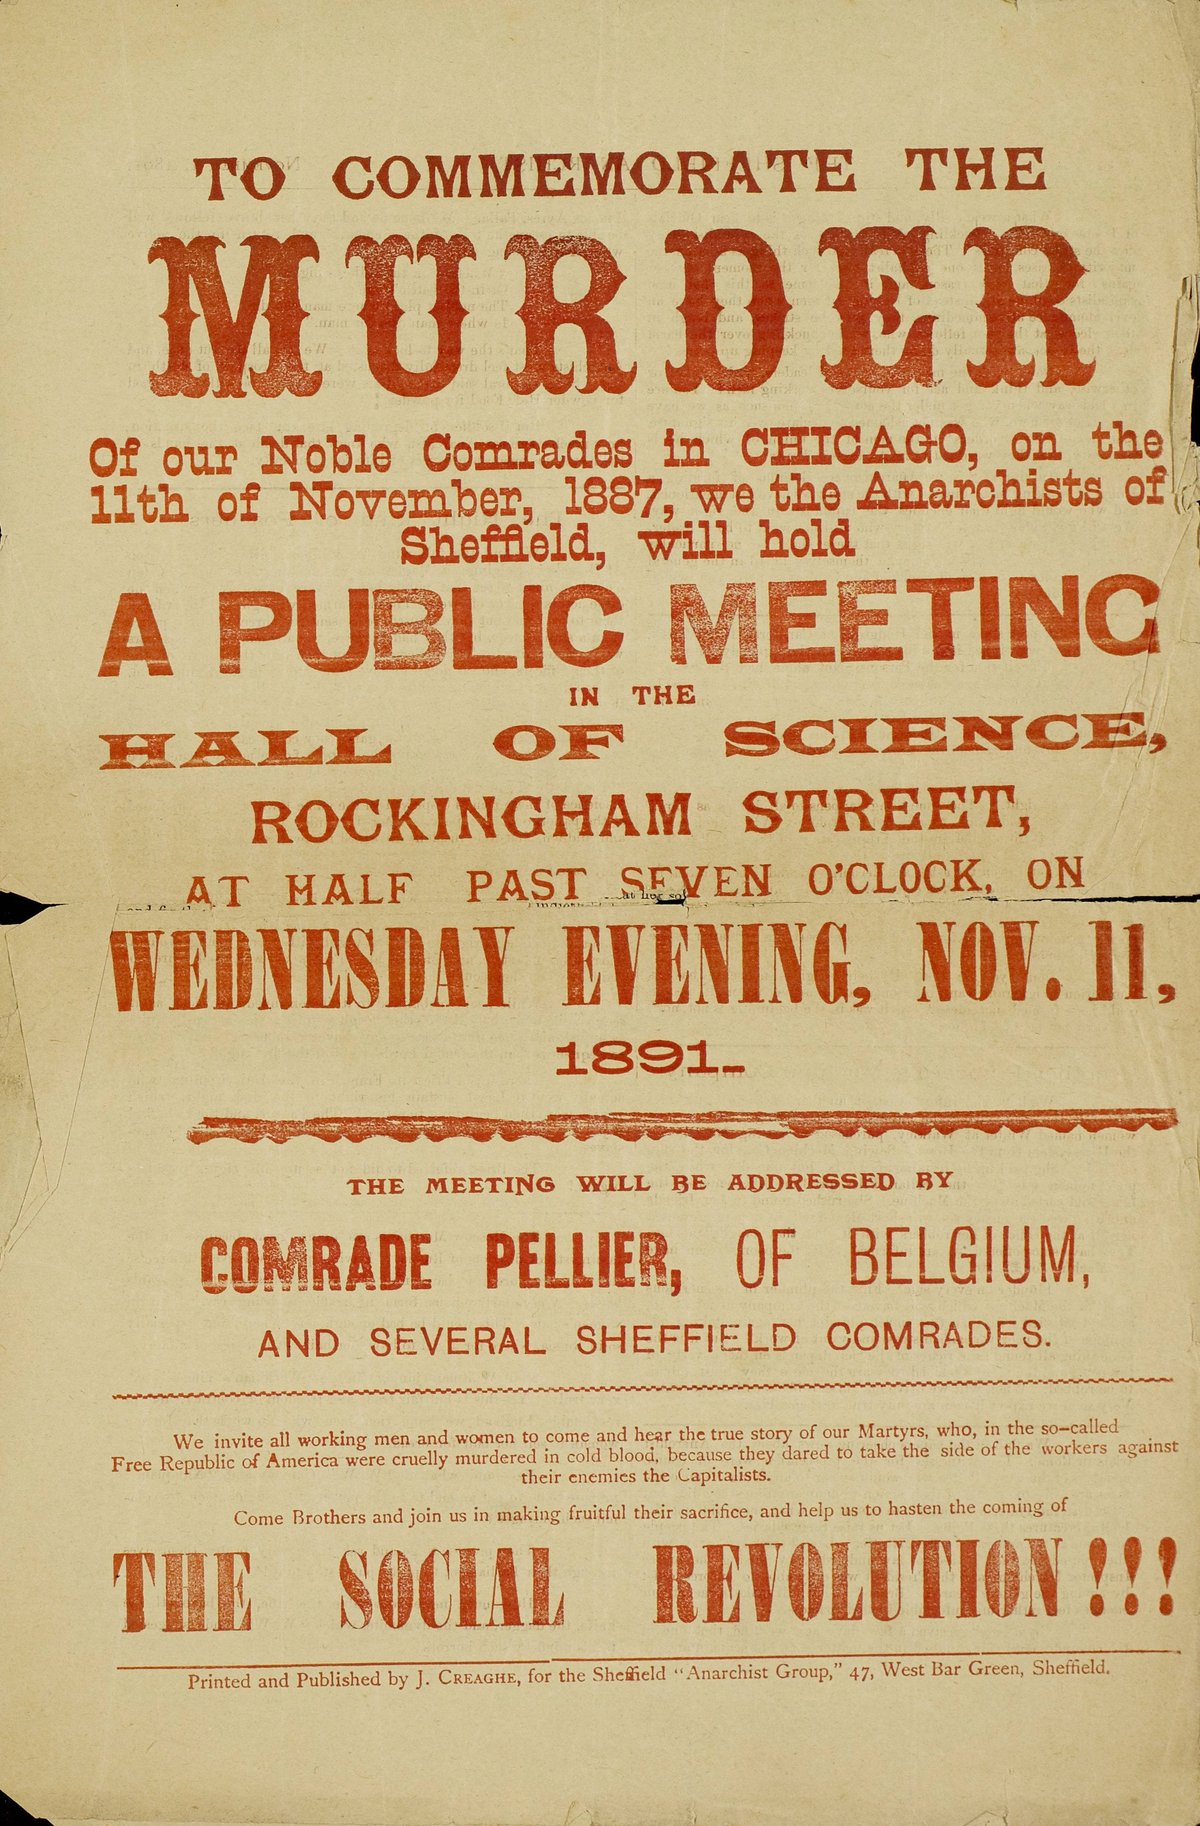 TO COMMEMORATE THE
MURDER
Of our Noble Comrades in CHICAGO, on the
11th of November, 1887, we the Anarchists of
Sheffield, will hold
A PUBLIC MEETING
IN THE
HALL OF SCIENCE,
ROCKINGHAM STREET,
AT HALF PAST SEVEN O'CLOCK, ON
WEDNESDAY EVENING, NOV. 11,
1891.
THE MEETING WILL BE ADDRESSED BY
COMRADE PELLIER, OF BELGIUM,
AND SEVERAL SHEFFIELD COMRADES.
We invite all working men and women to come and hear the true story of our Martyrs, who, in the so-called
Free Republic of America were cruelly murdered in cold blood, because they dared to take the side of the workers against
their enemies the Capitalists.
Come Brothers and join us in making fruitful their sacrifice, and help us to hasten the coming of
THE SOCIAL REVOLUTION!!!
Printed and Published by J. CREAGHE, for the Sheffield "Anarchist Group," 47, West Bar Green, Sheffield.